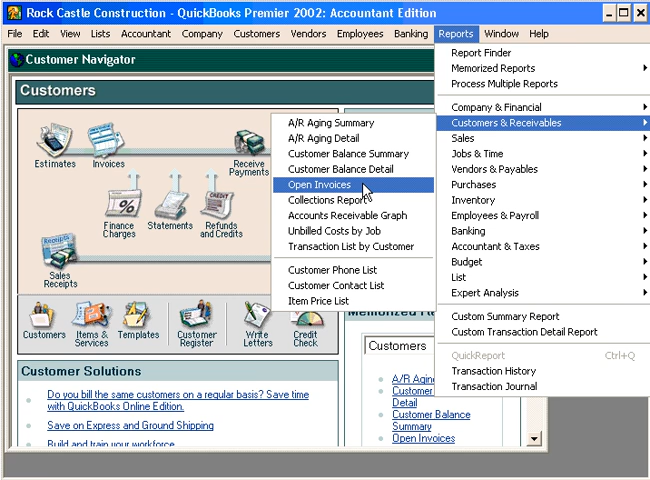 Rock Castle Construction - QuickBooks Premier 2002: Accountant Edition
File Edit View Lists Accountant Company Customers Vendors Employees Banking Reports Window Help
Customer Navigator
Customers
Estimates
Invoices
Receive
Payments
Finance
Charges
Statements
Refunds
and Credits
Sales
Receipts
Customers
Items &
Services
Templates
Customer
Register
Write
Letters
Credit
Check
Customer Solutions
Do you bill the same customers on a regular basis? Save time
with QuickBooks Online Edition.
Save on Express and Ground Shipping
Build and train your workforce
Memorized
Customers
A/R Aging
Customer
Detail
Customer Balance
Summary
Open Invoices
A/R Aging Summary
A/R Aging Detail
Customer Balance Summary
Customer Balance Detail
Open Invoices
Collections Report
Accounts Receivable Graph
Unbilled Costs by Job
Transaction List by Customer
Customer Phone List
Customer Contact List
Item Price List
Report Finder
Memorized Reports
Process Multiple Reports
Company & Financial
Customers & Receivables
Sales
Jobs & Time
Vendors & Payables
Purchases
Inventory
Employees & Payroll
Banking
Accountant & Taxes
Budget
List
Expert Analysis
Custom Summary Report
Custom Transaction Detail Report
QuickReport Ctrl+Q
Transaction History
Transaction Journal